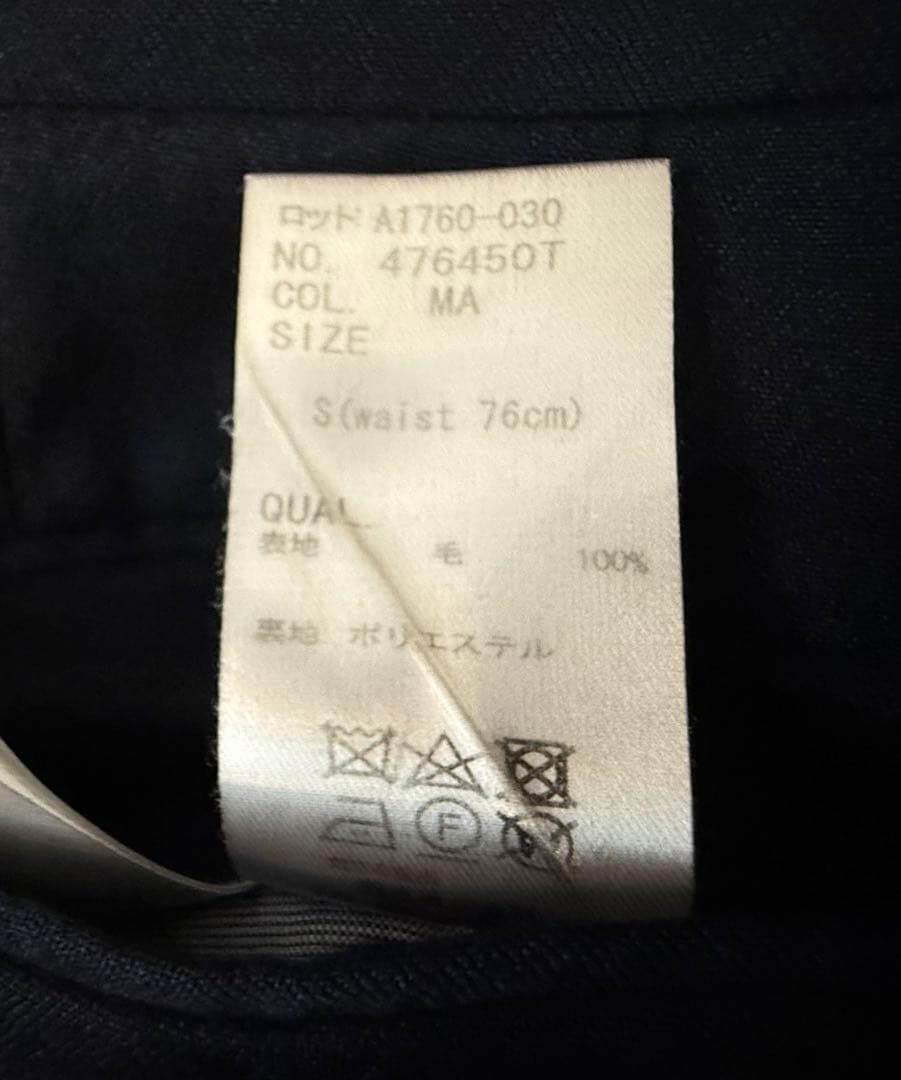 ロット A1760-030
NO. 476450T
COL. MA
SIZE
S(waist 76cm)
QUAL
表地 毛 100%
裏地 ポリエステル
F